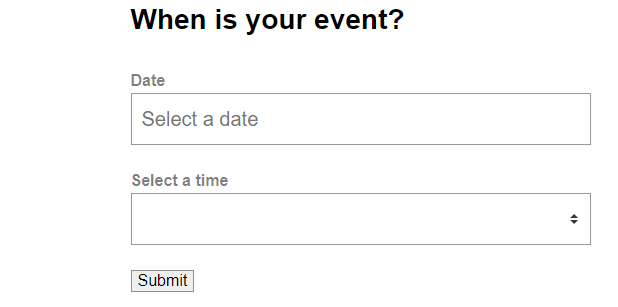 When is your event?
Date
Select a date
Select a time
Submit